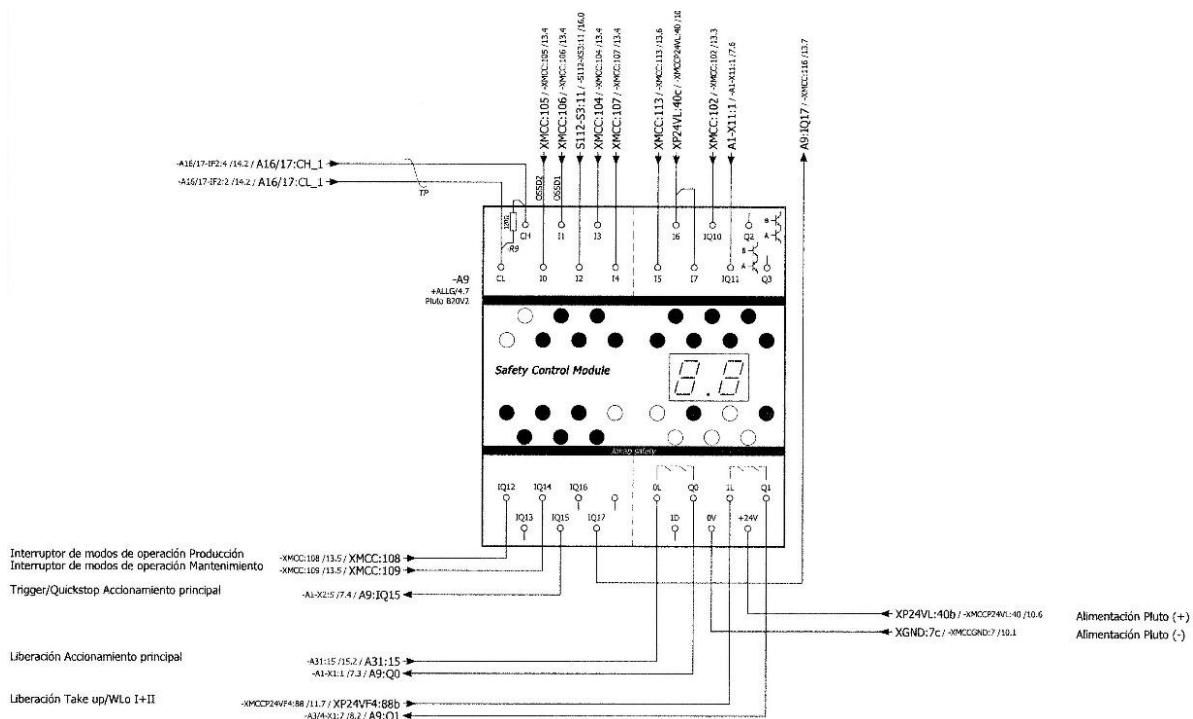 XMCC:105 / -XMCC:105 /13.4
XMCC:106 / -XMCC:106 /13.4
S112-S3:11 / -S112-XS3:11 /16.0
XMCC:104 / -XMCC:104 /13.4
XMCC:107 / -XMCC:107 /13.4
XMCC:113 / -XMCC:113 /13.6
XP24VL:40c / -XMCCP24VL:40 /10
XMCC:102 / -XMCC:102 /13.3
A1-X11:1 / -A1-X11:1 /7.6
A9:IQ17 / -XMCC:116 /13.7
-A16/17-IF2:4 /14.2 / A16/17:CH_1
-A16/17-IF2:2 /14.2 / A16/17:CL_1
TP
OSSD2
OSSD1
120Ω
-R9
CH I1 I3 I6 IQ10 Q2 B
A
B
CL I0 I2 I4 I5 I7 IQ11 A Q3
-A9
+ALLG/4.7
Pluto B20V2
Safety Control Module
8.8
Jokab safety
IQ12 IQ14 IQ16 0L Q0 1L Q1
IQ13 IQ15 IQ17 ID 0V +24V
Interruptor de modos de operación Producción -XMCC:108 /13.5 / XMCC:108
Interruptor de modos de operación Mantenimiento -XMCC:109 /13.5 / XMCC:109
Trigger/Quickstop Accionamiento principal -A1-X2:5 /7.4 / A9:IQ15
XP24VL:40b / -XMCCP24VL:40 /10.6 Alimentación Pluto (+)
XGND:7c / -XMCCGND:7 /10.1 Alimentación Pluto (-)
Liberación Accionamiento principal -A31:15 /15.2 / A31:15
-A1-X1:1 /7.3 / A9:Q0
Liberación Take up/WLo I+II -XMCCP24VF4:88 /11.7 / XP24VF4:88b
-A3/4-X1:7 /8.2 / A9:Q1